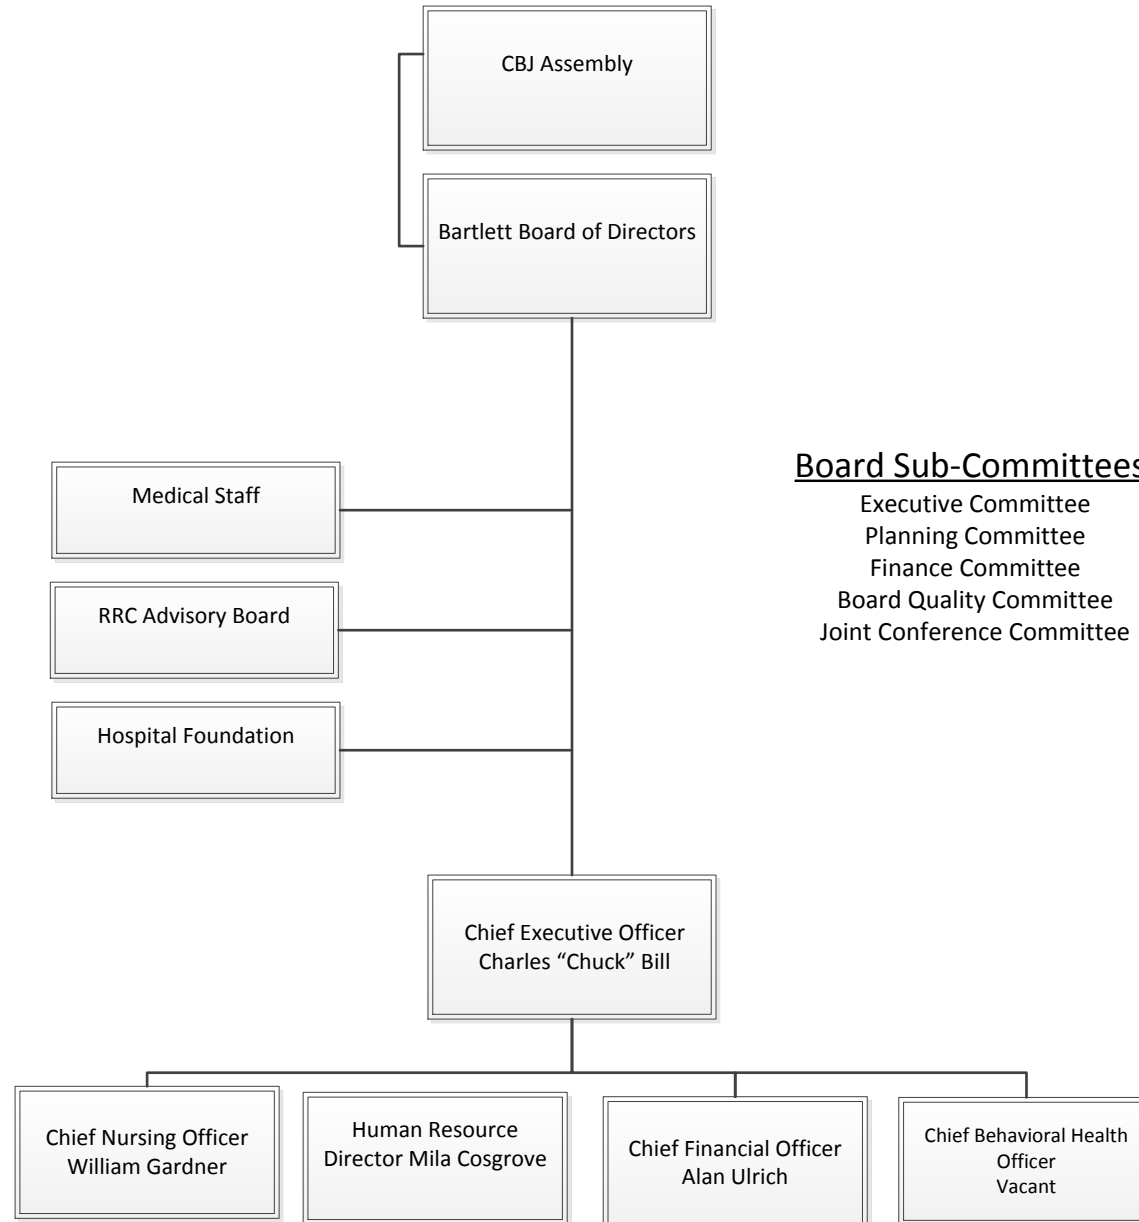 CBJ Assembly
Bartlett Board of Directors
Medical Staff
RRC Advisory Board
Hospital Foundation
Board Sub-Committees
Executive Committee
Planning Committee
Finance Committee
Board Quality Committee
Joint Conference Committee
Chief Executive Officer
Charles “Chuck” Bill
Chief Nursing Officer
William Gardner
Human Resource
Director Mila Cosgrove
Chief Financial Officer
Alan Ulrich
Chief Behavioral Health
Officer
Vacant